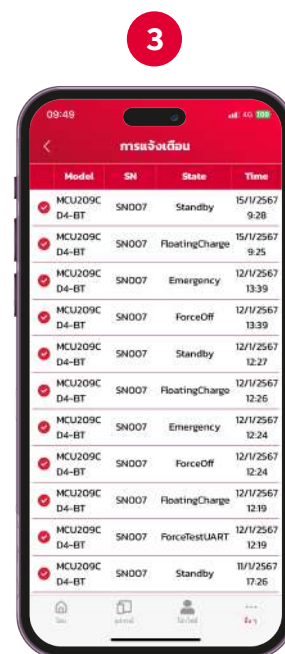 3
09:49
4G 100
การแจ้งเตือน
Model SN State Time
MCU209C D4-BT SN007 Standby 15/1/2567 9:28
MCU209C D4-BT SN007 FloatingCharge 15/1/2567 9:25
MCU209C D4-BT SN007 Emergency 12/1/2567 13:39
MCU209C D4-BT SN007 ForceOff 12/1/2567 13:39
MCU209C D4-BT SN007 Standby 12/1/2567 12:27
MCU209C D4-BT SN007 FloatingCharge 12/1/2567 12:26
MCU209C D4-BT SN007 Emergency 12/1/2567 12:24
MCU209C D4-BT SN007 ForceOff 12/1/2567 12:24
MCU209C D4-BT SN007 FloatingCharge 12/1/2567 12:19
MCU209C D4-BT SN007 ForceTestUART 12/1/2567 12:19
MCU209C D4-BT SN007 Standby 11/1/2567 17:26
อื่น ๆ